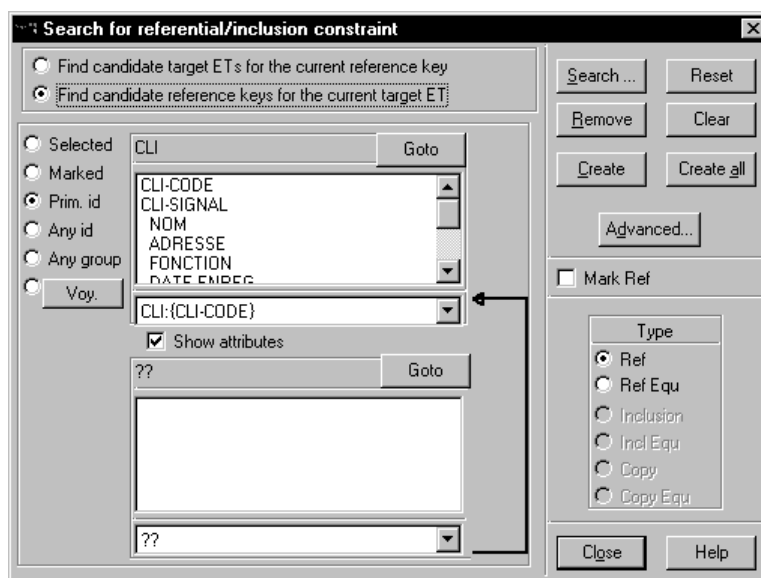 Search for referential/inclusion constraint
Find candidate target ETs for the current reference key
Find candidate reference keys for the current target ET
Search ...
Reset
Remove
Clear
Create
Create all
Advanced...
Selected
Marked
Prim. id
Any id
Any group
Voy.
CLI
Goto
CLI-CODE
CLI-SIGNAL
NOM
ADRESSE
FONCTION
DATE-ENREG
CLI:{CLI-CODE}
Show attributes
??
Goto
??
Mark Ref
Type
Ref
Ref Equ
Inclusion
Incl Equ
Copy
Copy Equ
Close
Help